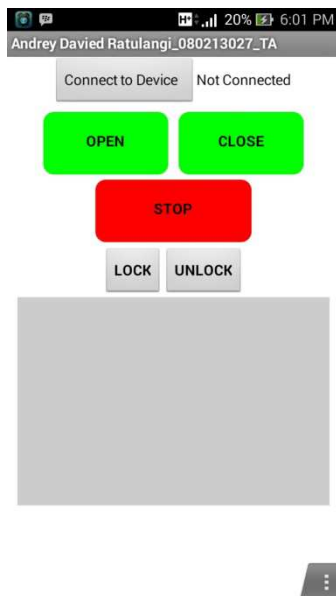 H+ 20% 6:01 PM
Andrey Davied Ratulangi_080213027_TA
Connect to Device Not Connected
OPEN CLOSE
STOP
LOCK UNLOCK